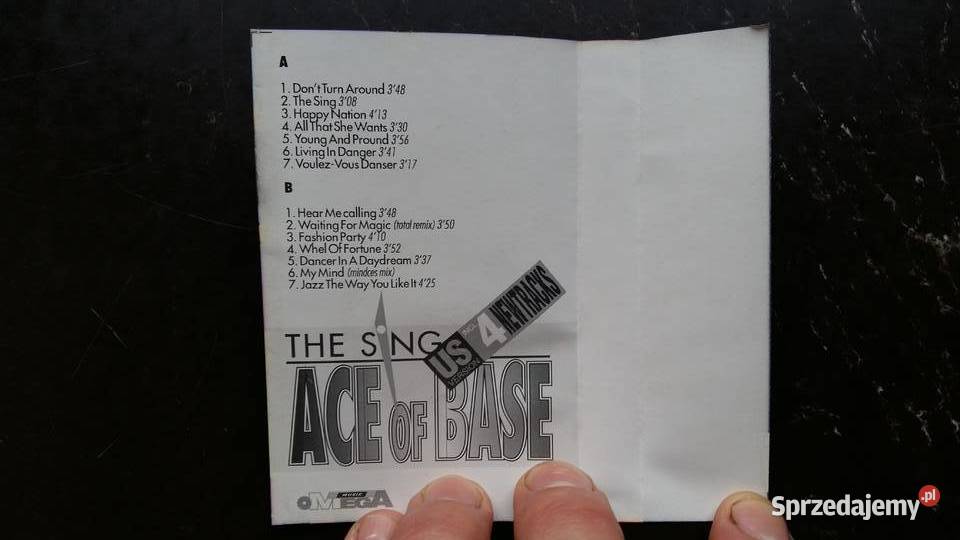 A
1. Don't Turn Around 3'48
2. The Sing 3'08
3. Happy Nation 4'13
4. All That She Wants 3'30
5. Young And Pround 3'56
6. Living In Danger 3'41
7. Voulez-Vous Danser 3'17
B
1. Hear Me calling 3'48
2. Waiting For Magic (total remix) 3'50
3. Fashion Party 4'10
4. Whel Of Fortune 3'52
5. Dancer In A Daydream 3'37
6. My Mind (mindces mix)
7. Jazz The Way You Like It 4'25
THE SING
US VERSION INCL. 4 NEW TRACKS
ACE OF BASE
OMEGA MUSIC
Sprzedajemy.pl